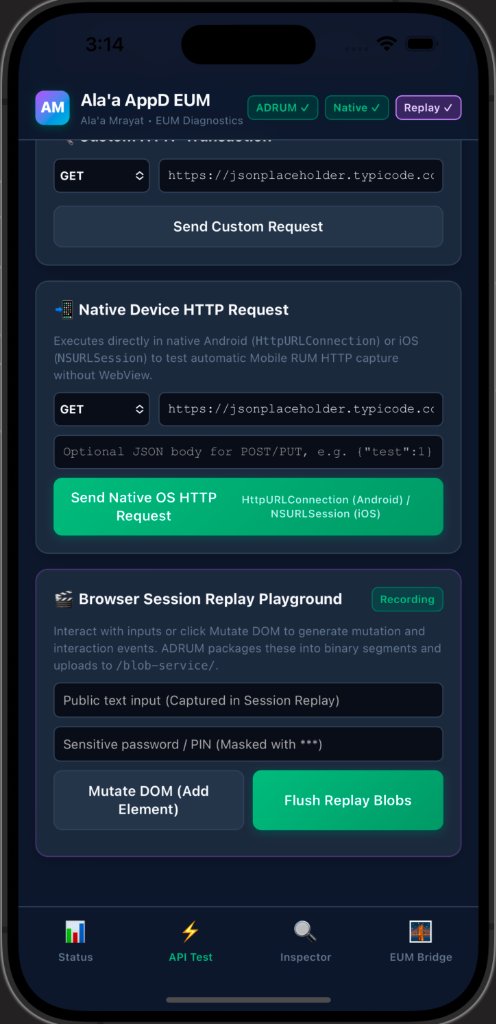 3:14
AM
Ala'a AppD EUM
Ala'a Mrayat • EUM Diagnostics
ADRUM ✓
Native ✓
Replay ✓
Custom HTTP Transaction
GET
https://jsonplaceholder.typicode.cc
Send Custom Request
Native Device HTTP Request
Executes directly in native Android (HttpURLConnection) or iOS
(NSURLSession) to test automatic Mobile RUM HTTP capture
without WebView.
GET
https://jsonplaceholder.typicode.cc
Optional JSON body for POST/PUT, e.g. {"test":1}
Send Native OS HTTP
Request
HttpURLConnection (Android) /
NSURLSession (iOS)
Browser Session Replay Playground
Recording
Interact with inputs or click Mutate DOM to generate mutation and
interaction events. ADRUM packages these into binary segments and
uploads to /blob-service/.
Public text input (Captured in Session Replay)
Sensitive password / PIN (Masked with ***)
Mutate DOM (Add
Element)
Flush Replay Blobs
Status
API Test
Inspector
EUM Bridge